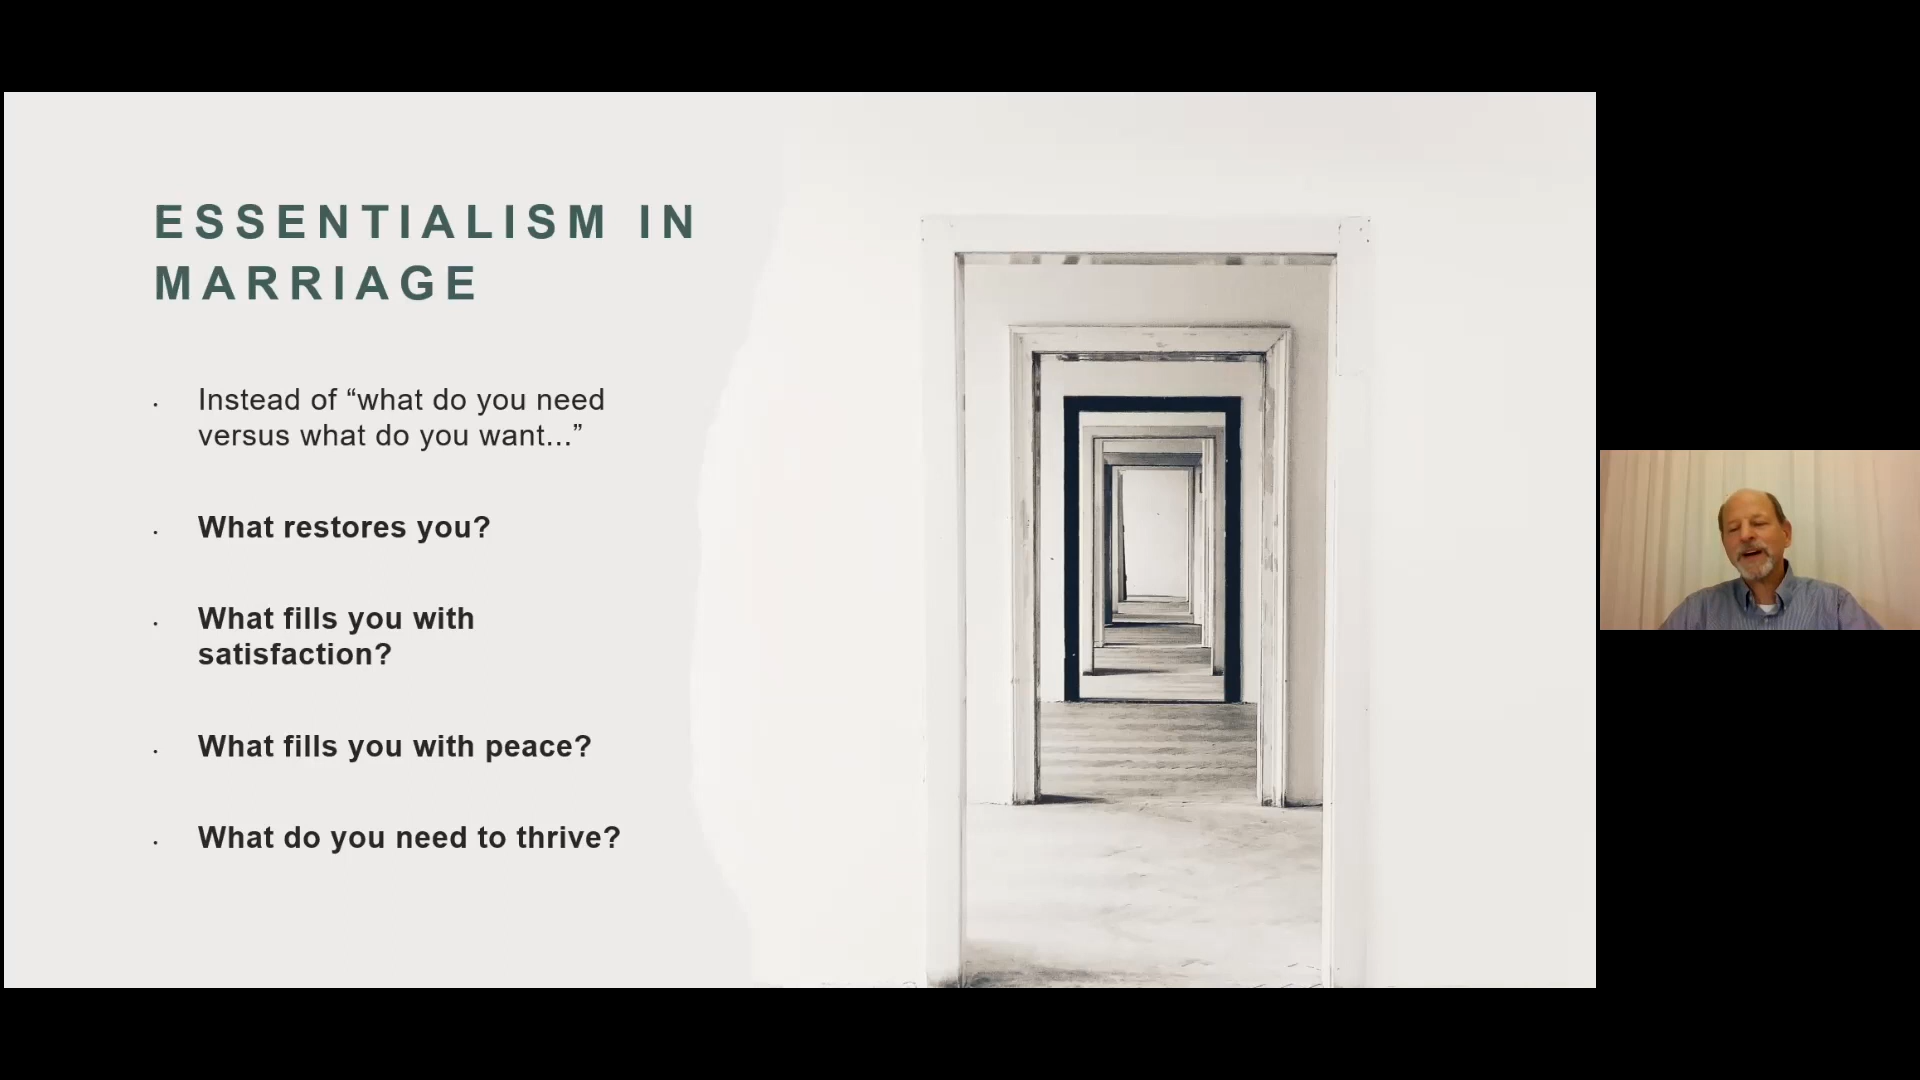 ESSENTIALISM IN
MARRIAGE
· Instead of “what do you need
versus what do you want...”
· What restores you?
· What fills you with
satisfaction?
· What fills you with peace?
· What do you need to thrive?